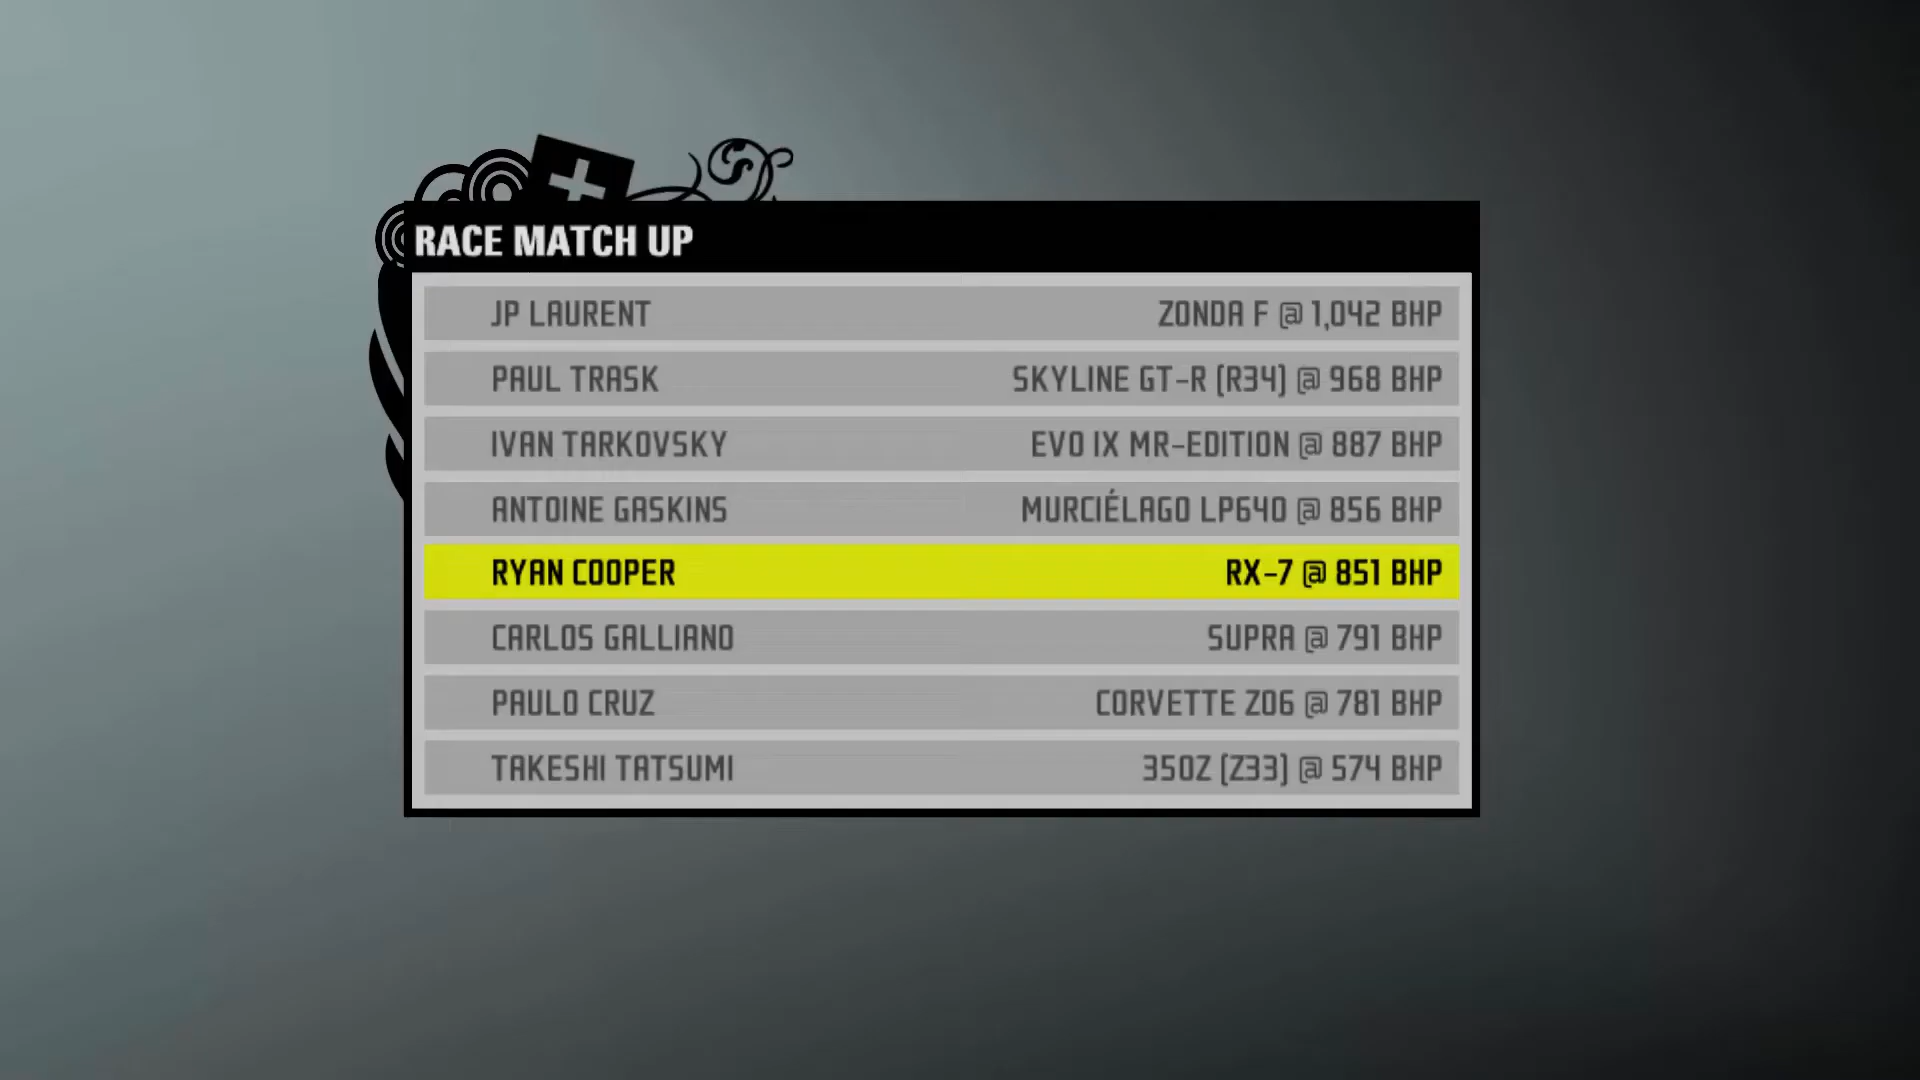 RACE MATCH UP
JP LAURENT ZONDA F @ 1,042 BHP
PAUL TRASK SKYLINE GT-R (R34) @ 968 BHP
IVAN TARKOVSKY EVO IX MR-EDITION @ 887 BHP
ANTOINE GASKINS MURCIÉLAGO LP640 @ 856 BHP
RYAN COOPER RX-7 @ 851 BHP
CARLOS GALLIANO SUPRA @ 791 BHP
PAULO CRUZ CORVETTE Z06 @ 781 BHP
TAKESHI TATSUMI 350Z (Z33) @ 574 BHP